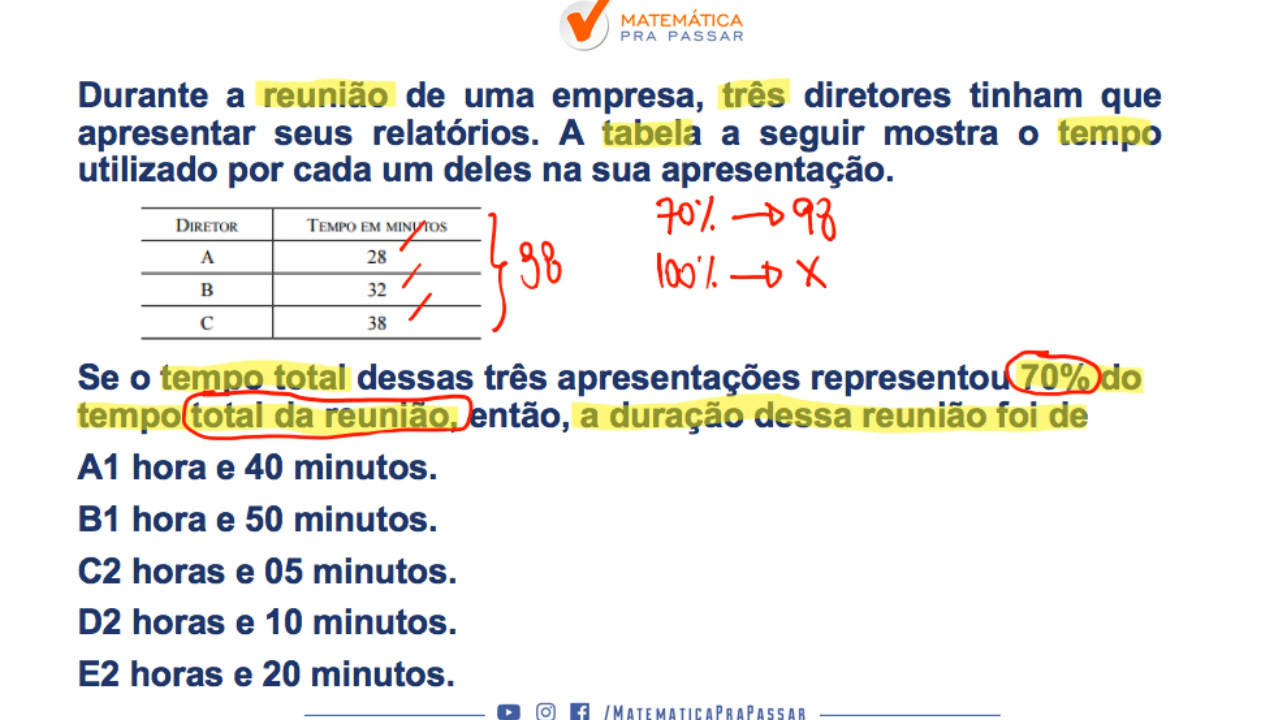 MATEMÁTICA
PRA PASSAR
Durante a reunião de uma empresa, três diretores tinham que
apresentar seus relatórios. A tabela a seguir mostra o tempo
utilizado por cada um deles na sua apresentação.
DIRETOR TEMPO EM MINUTOS
A 28
B 32
C 38
98
70% → 98
100% → X
Se o tempo total dessas três apresentações representou 70% do
tempo total da reunião, então, a duração dessa reunião foi de
A1 hora e 40 minutos.
B1 hora e 50 minutos.
C2 horas e 05 minutos.
D2 horas e 10 minutos.
E2 horas e 20 minutos.
/MATEMATICAPRAPASSAR